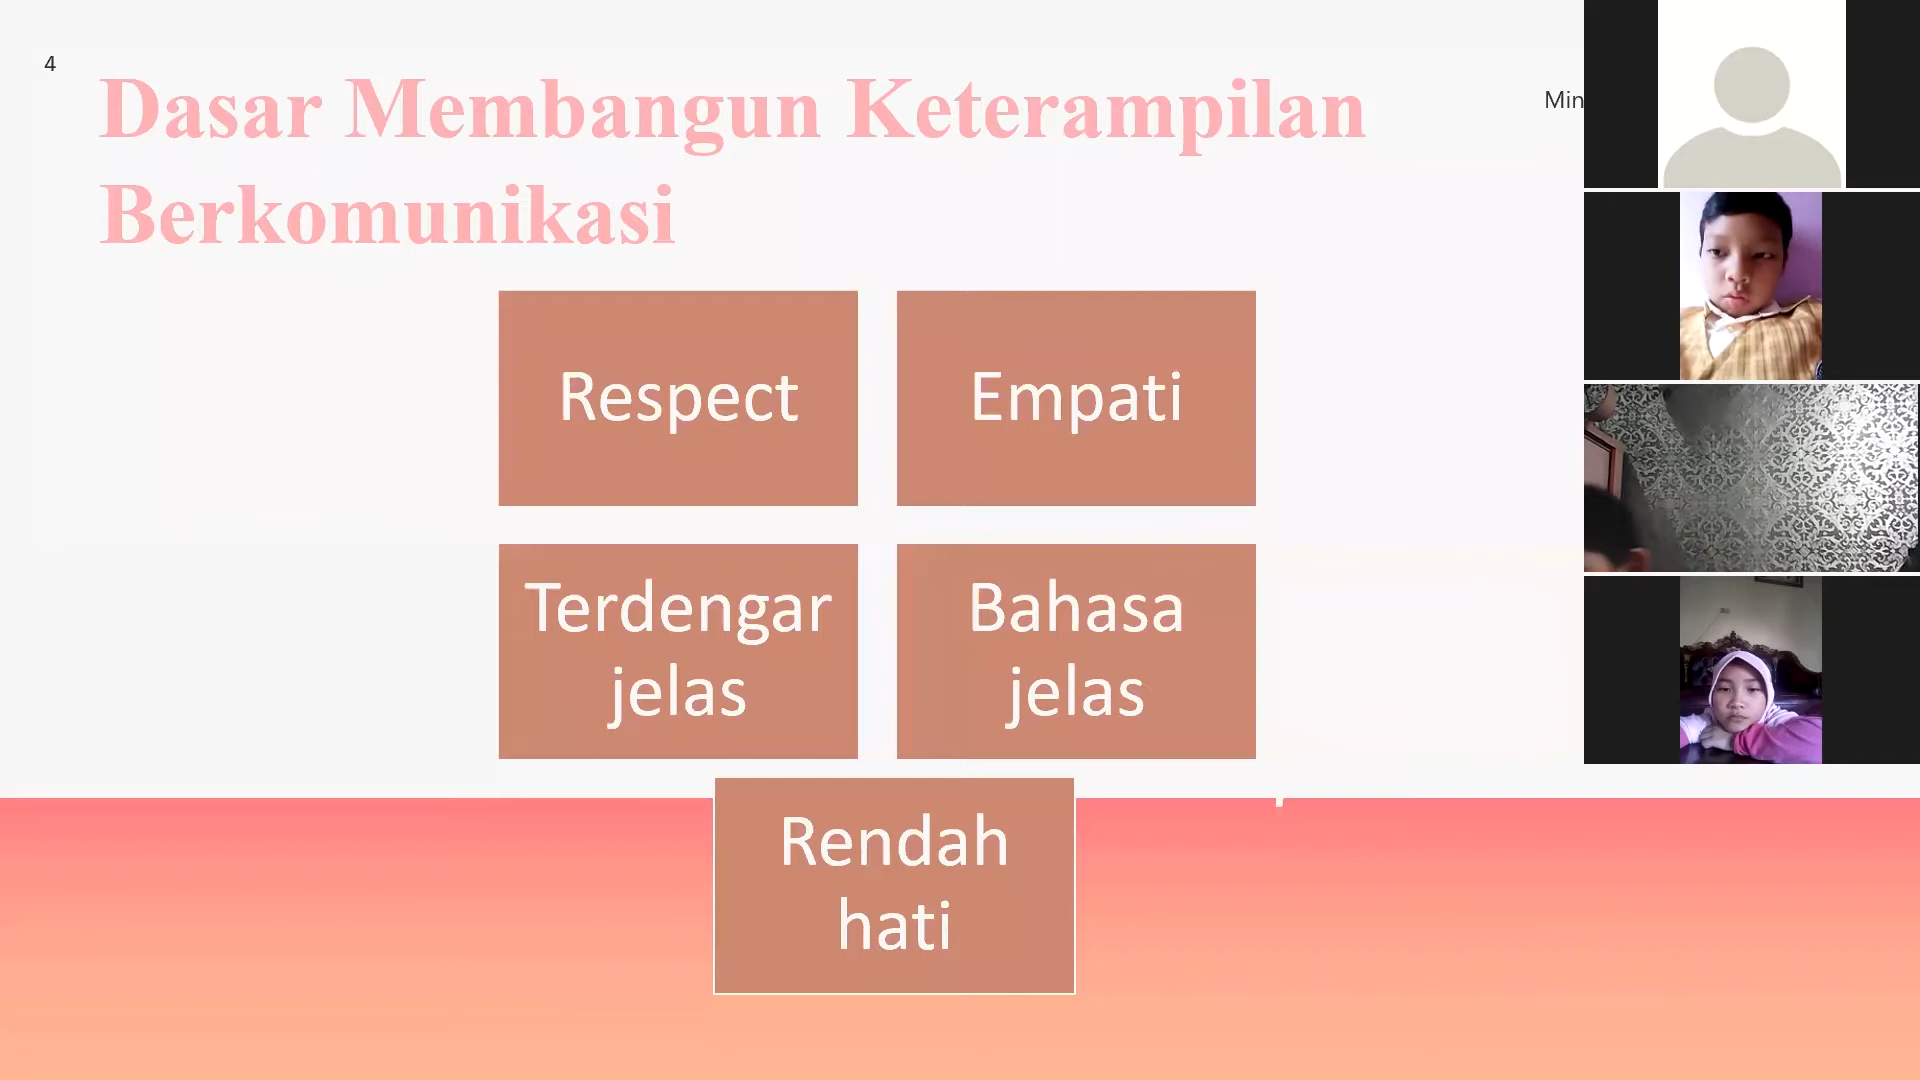 4
Dasar Membangun Keterampilan
Berkomunikasi
Min
Respect
Empati
Terdengar
jelas
Bahasa
jelas
Rendah
hati